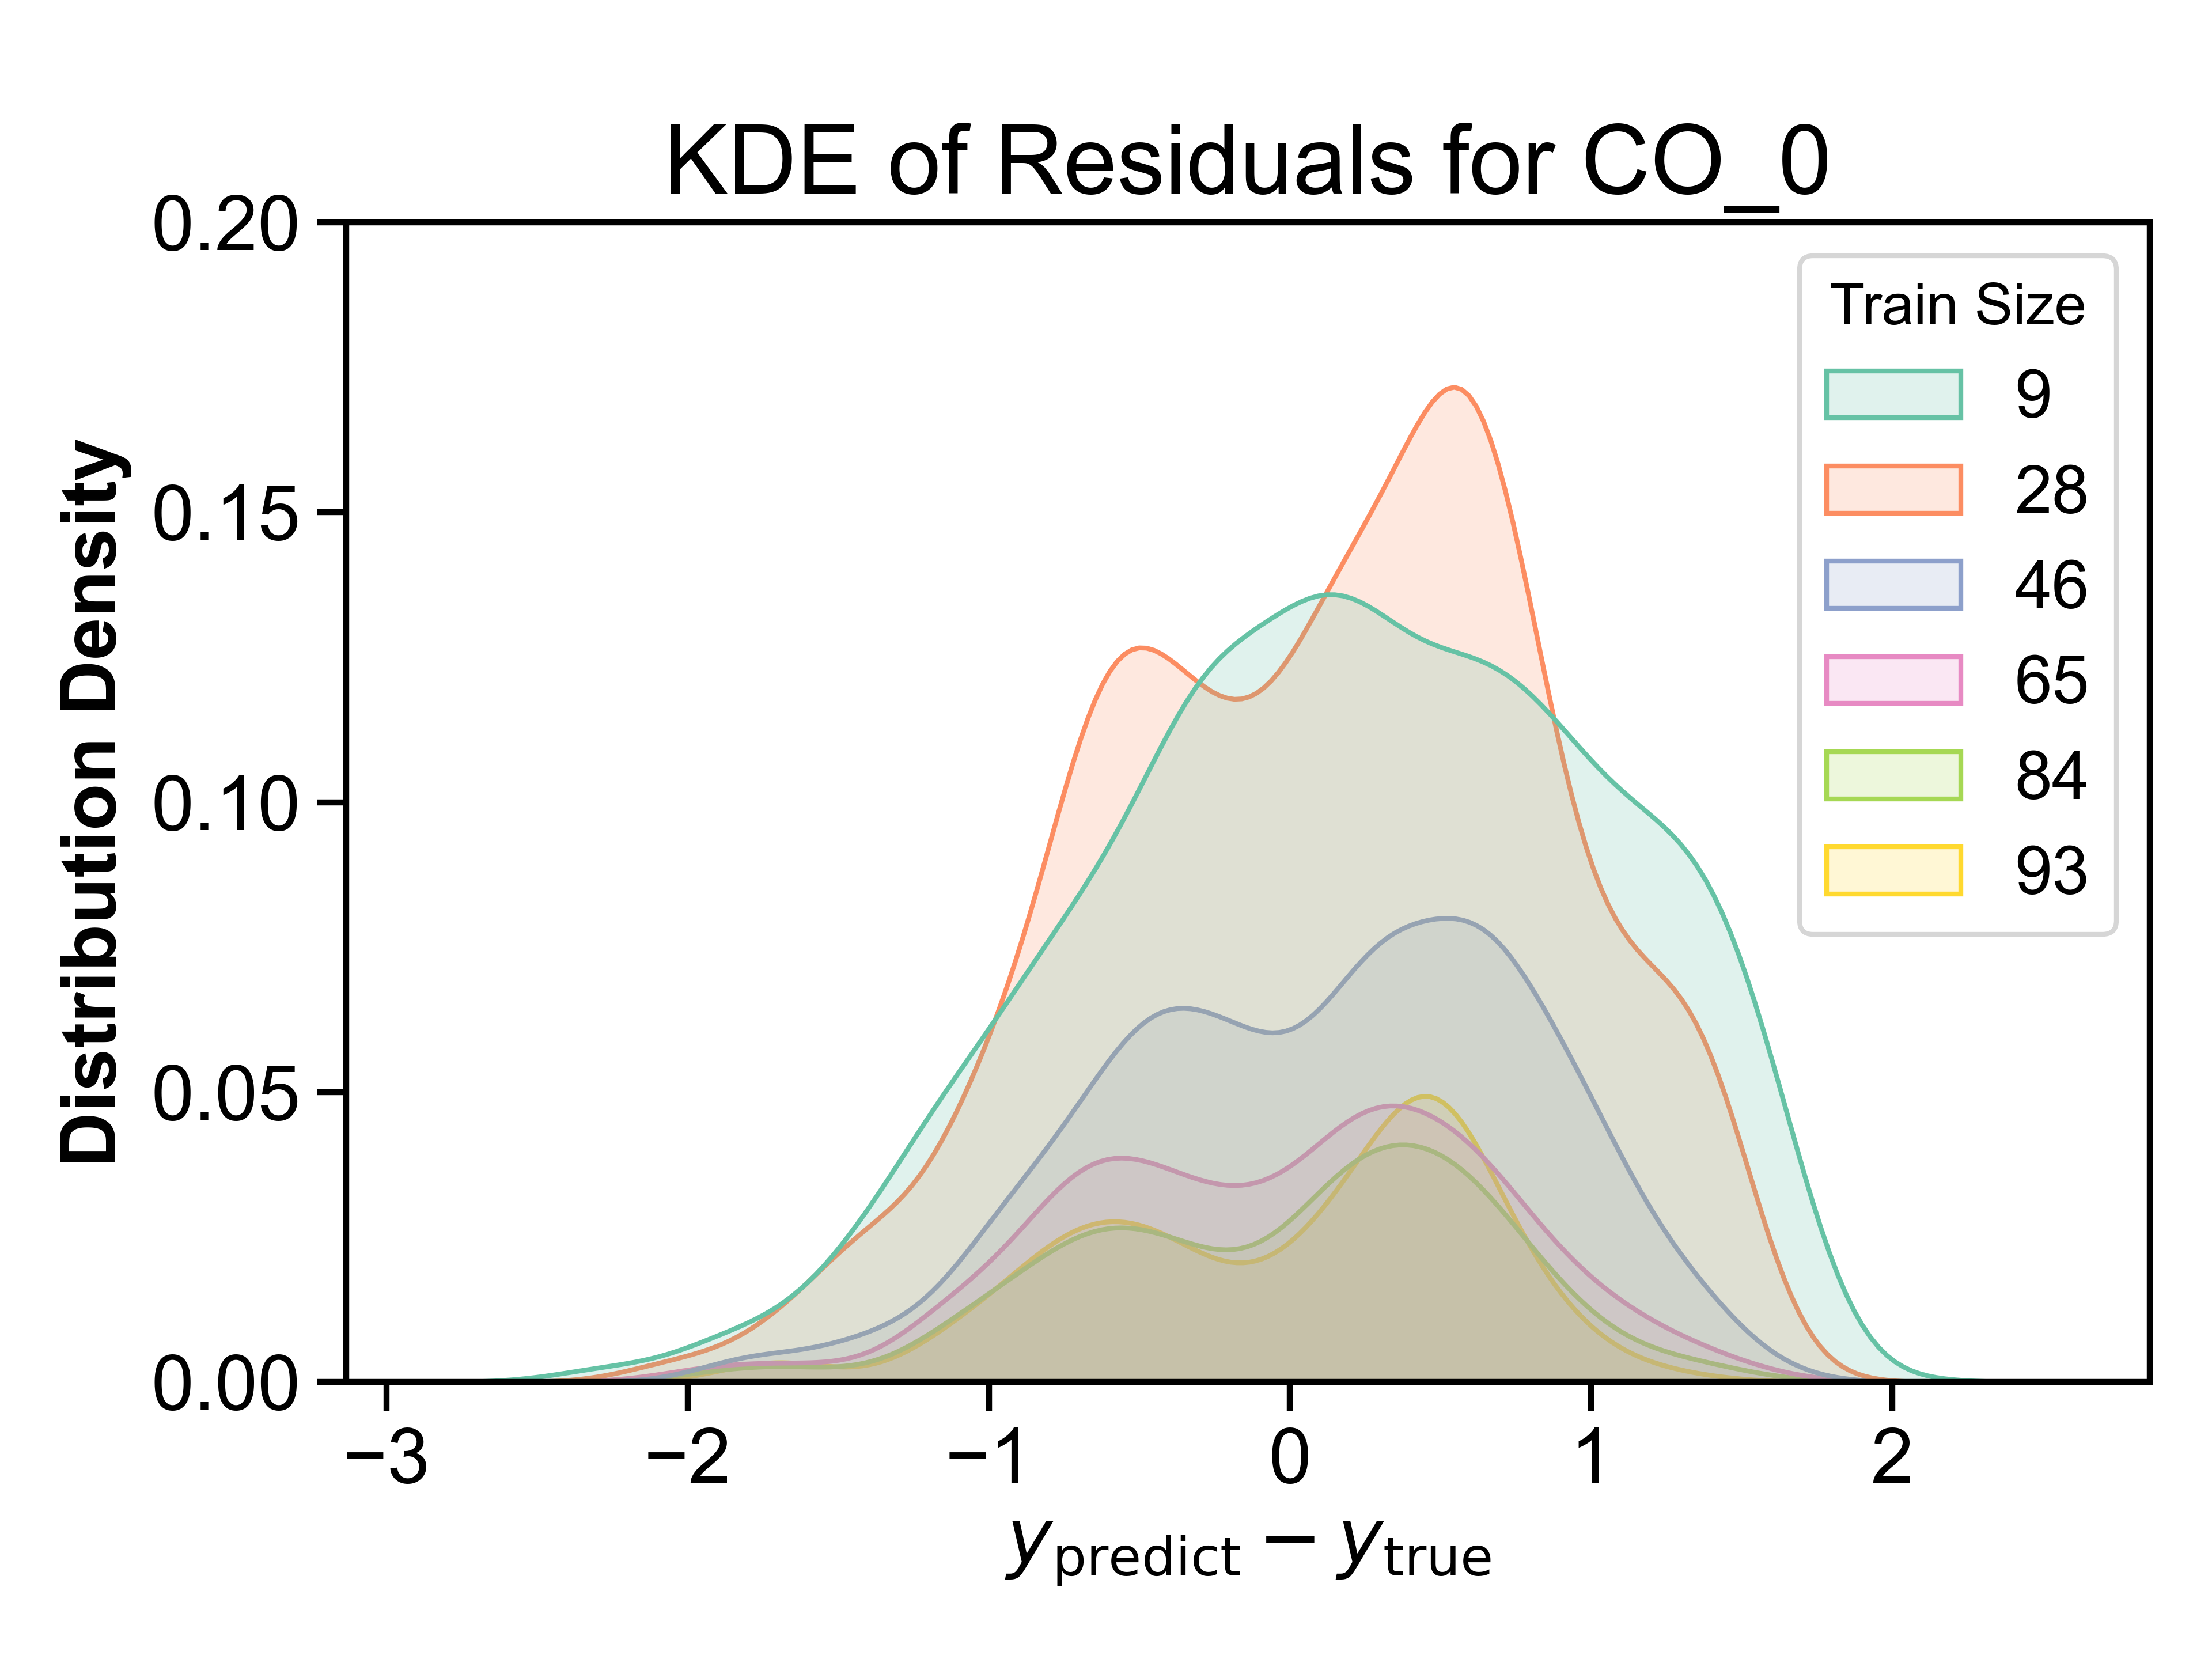 KDE of Residuals for CO_0
Distribution Density
0.20
0.15
0.10
0.05
0.00
−3 −2 −1 0 1 2
y_predict − y_true
Train Size
9
28
46
65
84
93